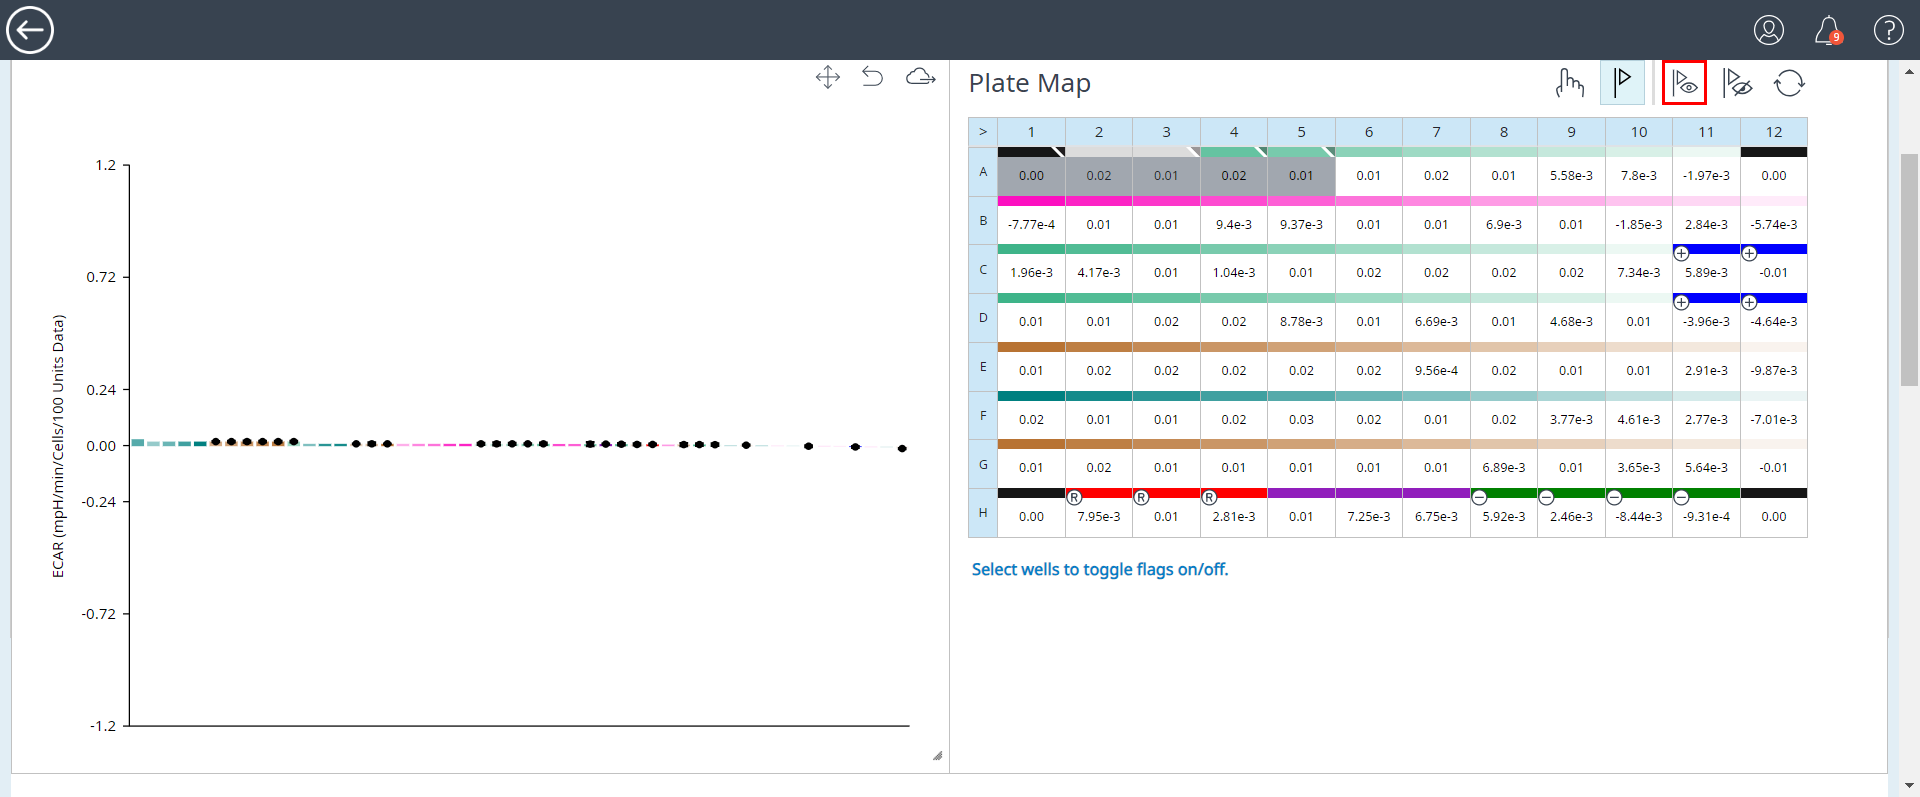 9
?
Plate Map
1.2
0.72
0.24
0.00
-0.24
-0.72
-1.2
ECAR (mpH/min/Cells/100 Units Data)
> 1 2 3 4 5 6 7 8 9 10 11 12
A 0.00 0.02 0.01 0.02 0.01 0.01 0.02 0.01 5.58e-3 7.8e-3 -1.97e-3 0.00
B -7.77e-4 0.01 0.01 9.4e-3 9.37e-3 0.01 0.01 6.9e-3 0.01 -1.85e-3 2.84e-3 -5.74e-3
+ +
C 1.96e-3 4.17e-3 0.01 1.04e-3 0.01 0.02 0.02 0.02 0.02 7.34e-3 5.89e-3 -0.01
+ +
D 0.01 0.01 0.02 0.02 8.78e-3 0.01 6.69e-3 0.01 4.68e-3 0.01 -3.96e-3 -4.64e-3
E 0.01 0.02 0.02 0.02 0.02 0.02 9.56e-4 0.02 0.01 0.01 2.91e-3 -9.87e-3
F 0.02 0.01 0.01 0.02 0.03 0.02 0.01 0.02 3.77e-3 4.61e-3 2.77e-3 -7.01e-3
G 0.01 0.02 0.01 0.01 0.01 0.01 0.01 6.89e-3 0.01 3.65e-3 5.64e-3 -0.01
R R R − − − −
H 0.00 7.95e-3 0.01 2.81e-3 0.01 7.25e-3 6.75e-3 5.92e-3 2.46e-3 -8.44e-3 -9.31e-4 0.00
Select wells to toggle flags on/off.